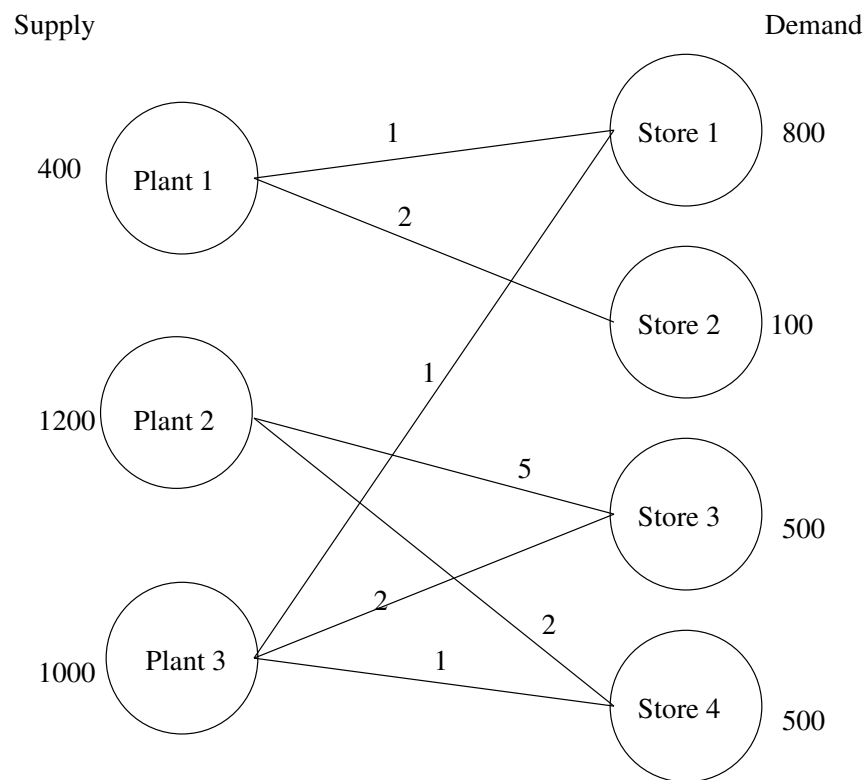 Supply
Demand
1
Store 1
800
400
Plant 1
2
Store 2
100
1
1200
Plant 2
5
Store 3
500
2
2
1000
Plant 3
1
Store 4
500